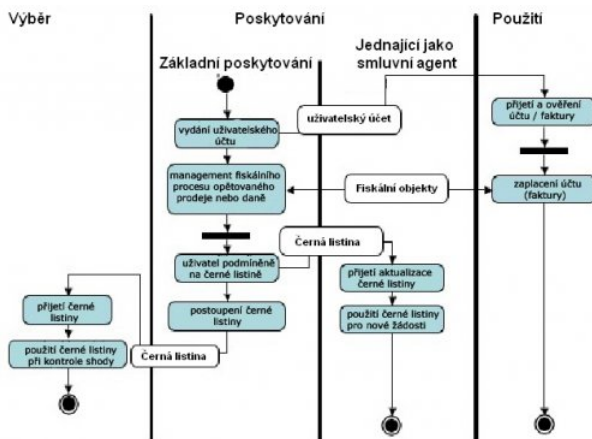 Výběr
Poskytování
Použití
Základní poskytování
Jednající jako
smluvní agent
vydání uživatelského
účtu
uživatelský účet
přijetí a ověření
účtu / faktury
management fiskálního
procesu opětovaného
prodeje nebo daně
Fiskální objekty
zaplacení účtu
(faktury)
uživatel podmíněně
na černé listině
Černá listina
přijetí aktualizace
černé listiny
přijetí černé
listiny
postoupení černé
listiny
použití černé listiny
pro nové žádosti
použití černé listiny
při kontrole shody
Černá listina